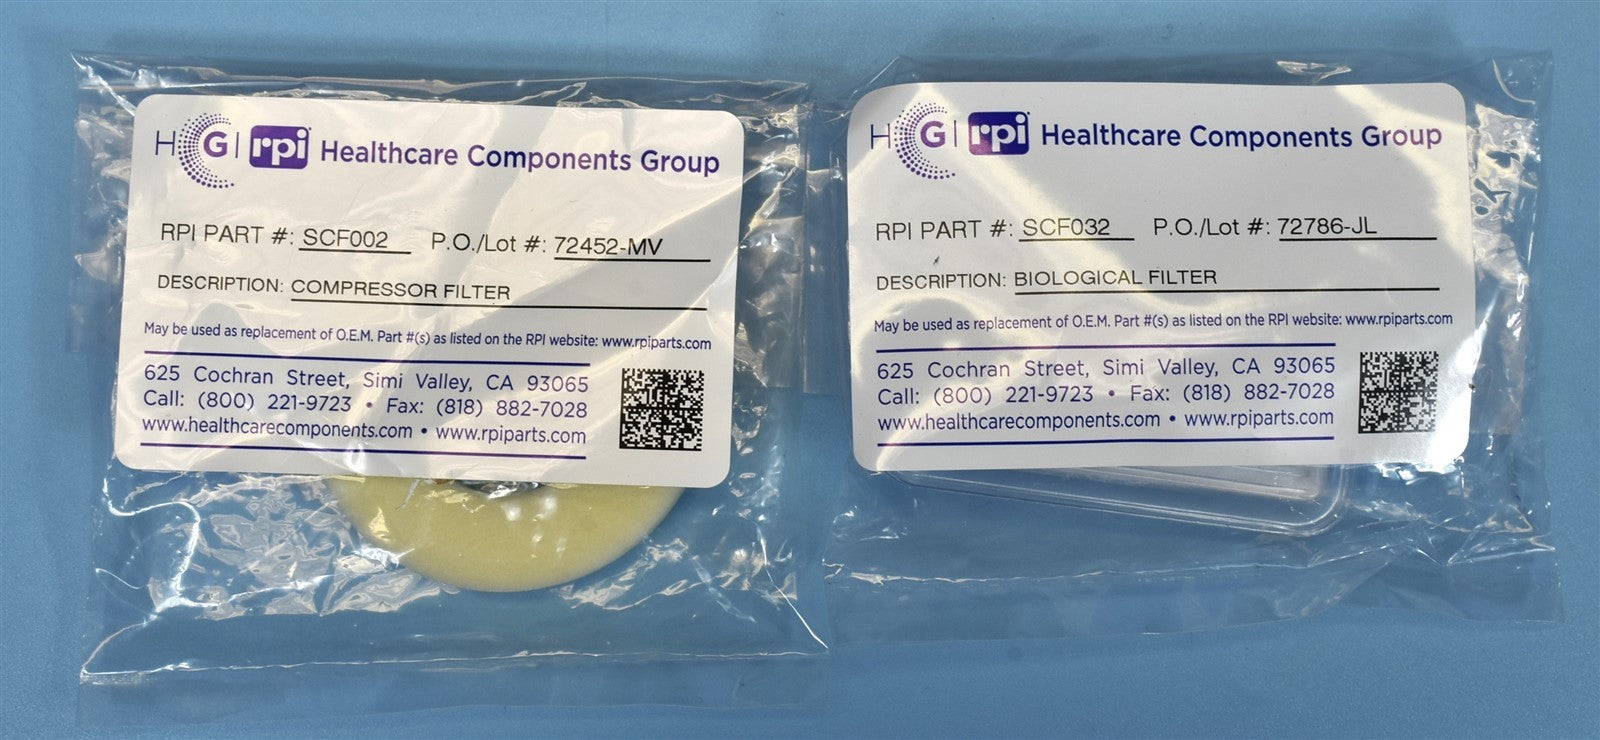 HCG | rpi Healthcare Components Group
RPI PART #: SCF002 P.O./Lot #: 72452-MV
DESCRIPTION: COMPRESSOR FILTER
May be used as replacement of O.E.M. Part #(s) as listed on the RPI website: www.rpiparts.com
625 Cochran Street, Simi Valley, CA 93065
Call: (800) 221-9723 • Fax: (818) 882-7028
www.healthcarecomponents.com • www.rpiparts.com
HCG | rpi Healthcare Components Group
RPI PART #: SCF032 P.O./Lot #: 72786-JL
DESCRIPTION: BIOLOGICAL FILTER
May be used as replacement of O.E.M. Part #(s) as listed on the RPI website: www.rpiparts.com
625 Cochran Street, Simi Valley, CA 93065
Call: (800) 221-9723 • Fax: (818) 882-7028
www.healthcarecomponents.com • www.rpiparts.com